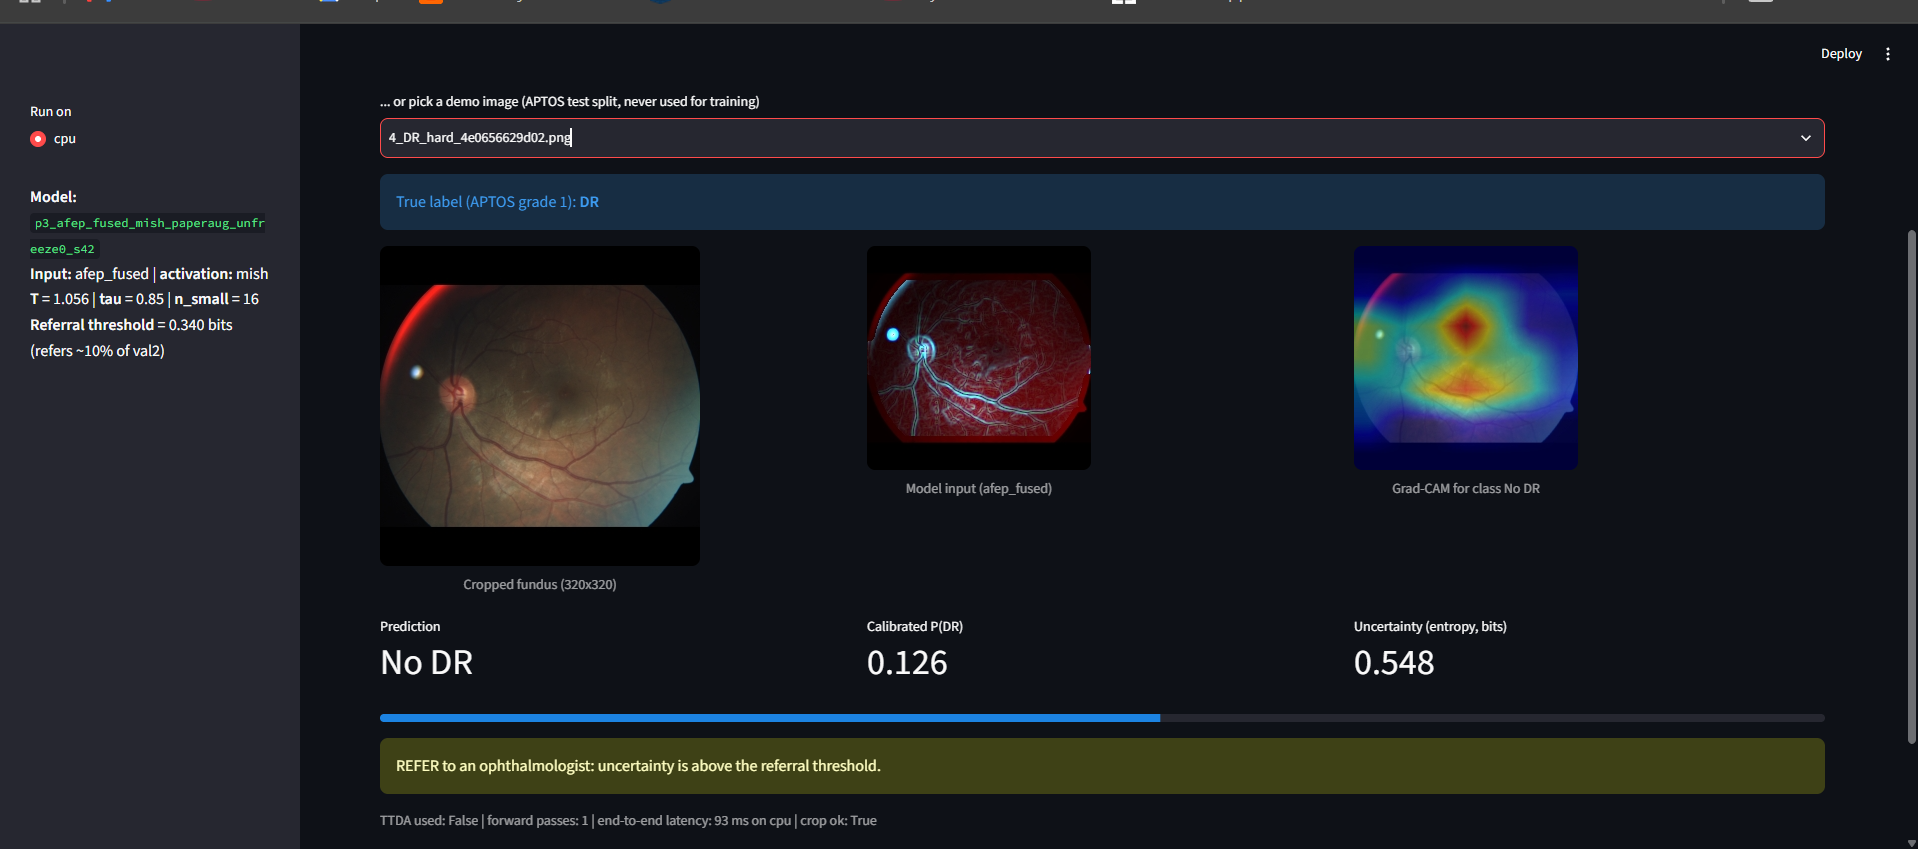 Deploy
Run on
cpu
Model:
p3_afep_fused_mish_paperaug_unfr
eeze0_s42
Input: afep_fused | activation: mish
T = 1.056 | tau = 0.85 | n_small = 16
Referral threshold = 0.340 bits
(refers ~10% of val2)
... or pick a demo image (APTOS test split, never used for training)
4_DR_hard_4e0656629d02.png
True label (APTOS grade 1): DR
Cropped fundus (320x320)
Model input (afep_fused)
Grad-CAM for class No DR
Prediction
No DR
Calibrated P(DR)
0.126
Uncertainty (entropy, bits)
0.548
REFER to an ophthalmologist: uncertainty is above the referral threshold.
TTDA used: False | forward passes: 1 | end-to-end latency: 93 ms on cpu | crop ok: True